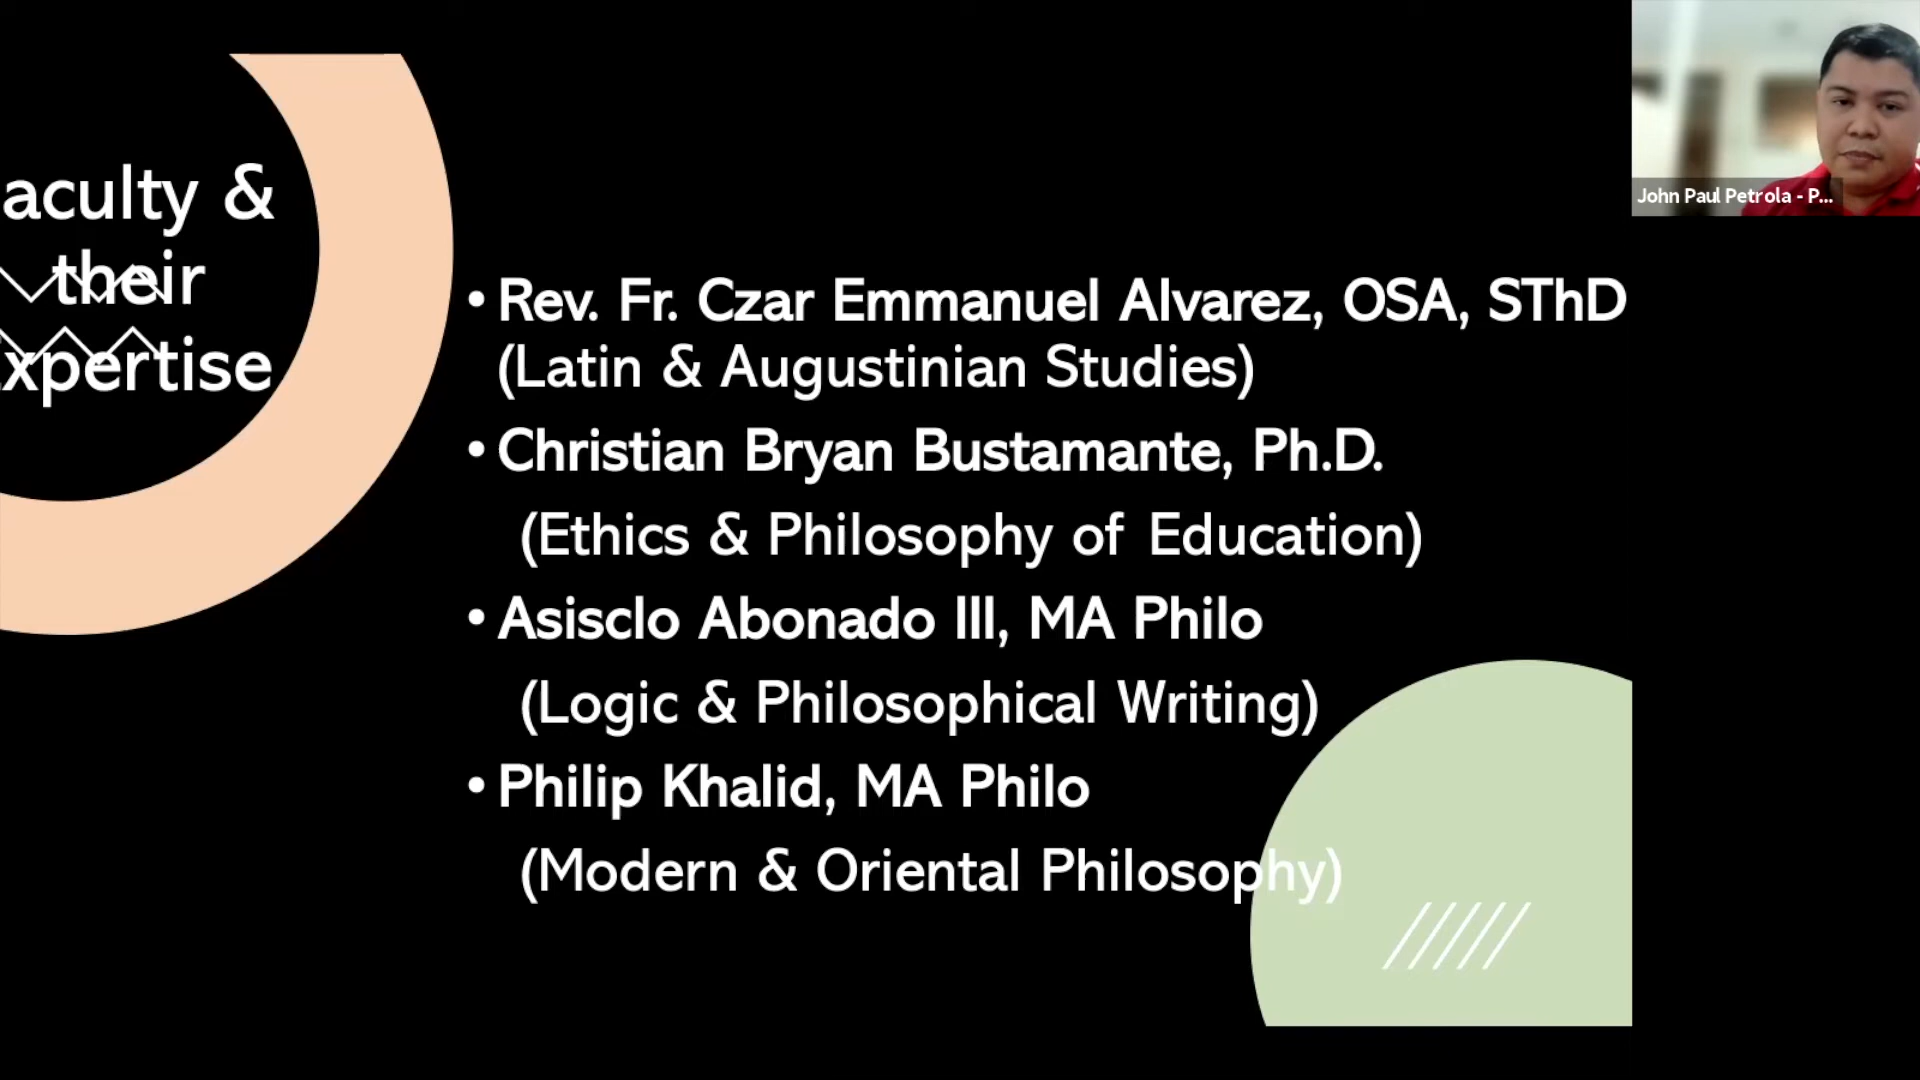 aculty &
their
xpertise
• Rev. Fr. Czar Emmanuel Alvarez, OSA, SThD
(Latin & Augustinian Studies)
• Christian Bryan Bustamante, Ph.D.
(Ethics & Philosophy of Education)
• Asisclo Abonado III, MA Philo
(Logic & Philosophical Writing)
• Philip Khalid, MA Philo
(Modern & Oriental Philosophy)
John Paul Petrola - P...